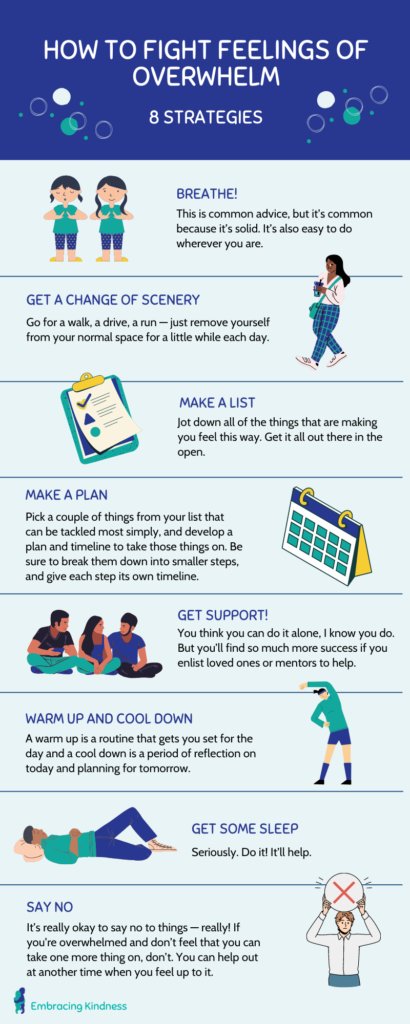 HOW TO FIGHT FEELINGS OF
OVERWHELM
8 STRATEGIES
BREATHE!
This is common advice, but it's common
because it's solid. It's also easy to do
wherever you are.
GET A CHANGE OF SCENERY
Go for a walk, a drive, a run — just remove yourself
from your normal space for a little while each day.
MAKE A LIST
Jot down all of the things that are making
you feel this way. Get it all out there in the
open.
MAKE A PLAN
Pick a couple of things from your list that
can be tackled most simply, and develop a
plan and timeline to take those things on. Be
sure to break them down into smaller steps,
and give each step its own timeline.
GET SUPPORT!
You think you can do it alone, I know you do.
But you'll find so much more success if you
enlist loved ones or mentors to help.
WARM UP AND COOL DOWN
A warm up is a routine that gets you set for the
day and a cool down is a period of reflection on
today and planning for tomorrow.
GET SOME SLEEP
Seriously. Do it! It'll help.
SAY NO
It's really okay to say no to things — really! If
you're overwhelmed and don't feel that you can
take one more thing on, don't. You can help out
at another time when you feel up to it.
Embracing Kindness